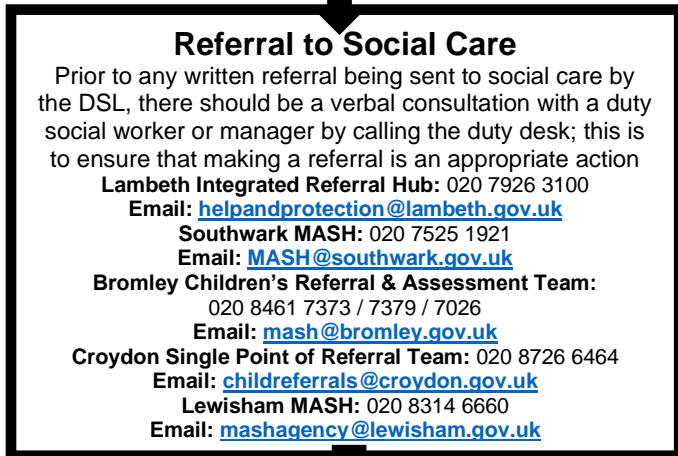 Referral to Social Care
Prior to any written referral being sent to social care by
the DSL, there should be a verbal consultation with a duty
social worker or manager by calling the duty desk; this is
to ensure that making a referral is an appropriate action
Lambeth Integrated Referral Hub: 020 7926 3100
Email: helpandprotection@lambeth.gov.uk
Southwark MASH: 020 7525 1921
Email: MASH@southwark.gov.uk
Bromley Children's Referral & Assessment Team:
020 8461 7373 / 7379 / 7026
Email: mash@bromley.gov.uk
Croydon Single Point of Referral Team: 020 8726 6464
Email: childreferrals@croydon.gov.uk
Lewisham MASH: 020 8314 6660
Email: mashagency@lewisham.gov.uk